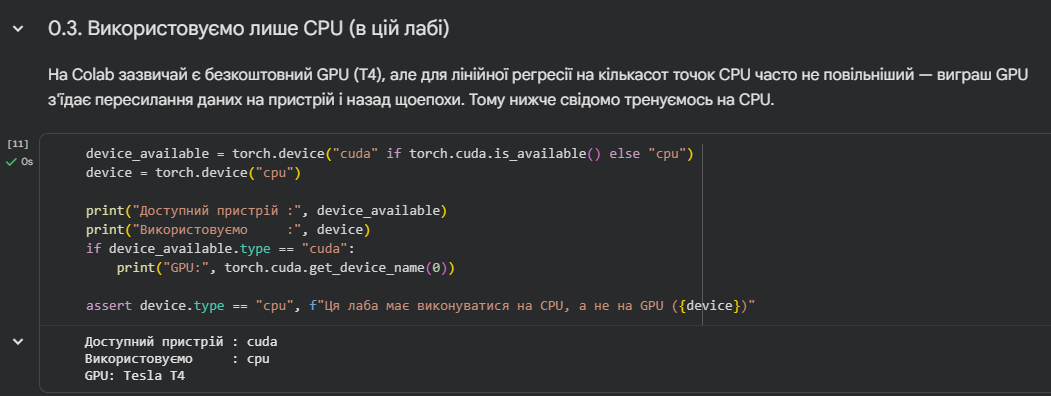 0.3. Використовуємо лише CPU (в цій лабі)
На Colab зазвичай є безкоштовний GPU (T4), але для лінійної регресії на кількасот точок CPU часто не повільніший — виграш GPU
з'їдає пересилання даних на пристрій і назад щоепохи. Тому нижче свідомо тренуємось на CPU.
[11]
0s
device_available = torch.device("cuda" if torch.cuda.is_available() else "cpu")
device = torch.device("cpu")
print("Доступний пристрій :", device_available)
print("Використовуємо     :", device)
if device_available.type == "cuda":
    print("GPU:", torch.cuda.get_device_name(0))
assert device.type == "cpu", f"Ця лаба має виконуватися на CPU, а не на GPU ({device})"
Доступний пристрій : cuda
Використовуємо     : cpu
GPU: Tesla T4